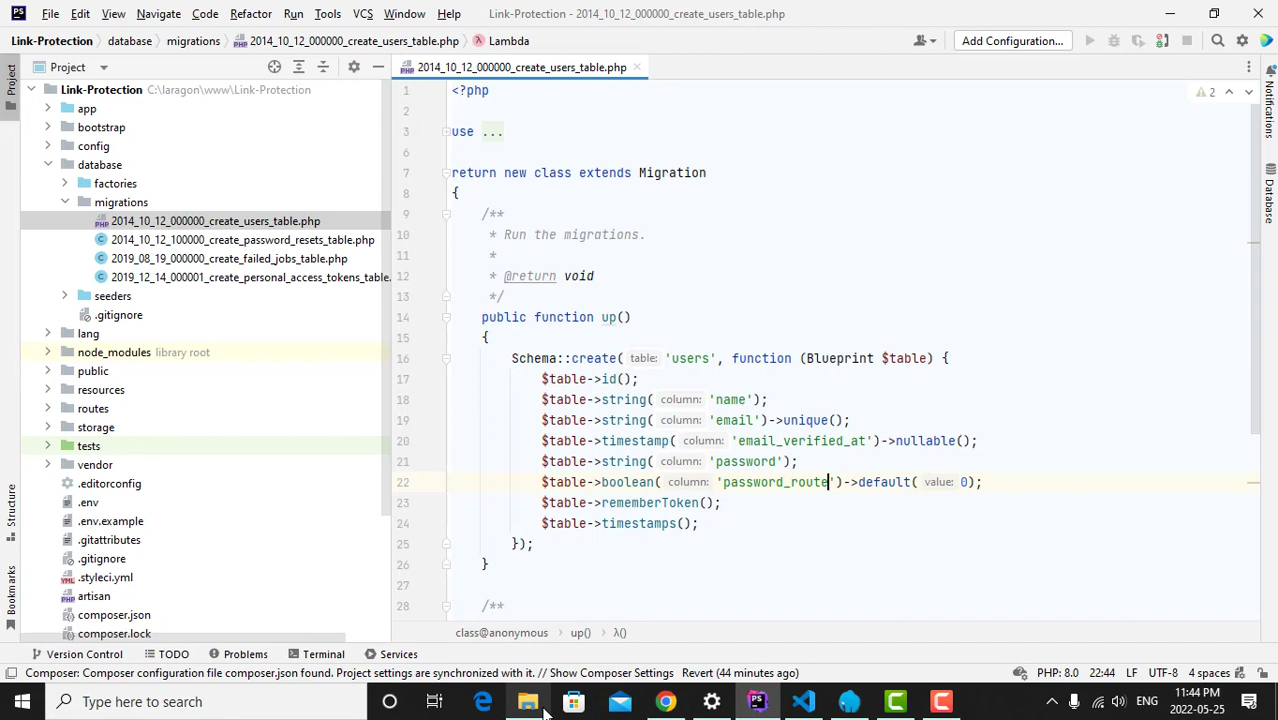 PS File Edit View Navigate Code Refactor Run Tools VCS Window Help Link-Protection - 2014_10_12_000000_create_users_table.php
Link-Protection database migrations 2014_10_12_000000_create_users_table.php Lambda Add Configuration...
Project 2014_10_12_000000_create_users_table.php
Project
Structure
Bookmarks
Link-Protection C:\laragon\www\Link-Protection
app
bootstrap
config
database
factories
migrations
PHP 2014_10_12_000000_create_users_table.php
2014_10_12_100000_create_password_resets_table.php
2019_08_19_000000_create_failed_jobs_table.php
2019_12_14_000001_create_personal_access_tokens_table.
seeders
.gitignore
lang
node_modules library root
public
resources
routes
storage
tests
vendor
.editorconfig
.env
.env.example
.gitattributes
.gitignore
.styleci.yml
artisan
composer.json
composer.lock
2
1 <?php
2
3 use ...
6
7 return new class extends Migration
8 {
9 /**
10 * Run the migrations.
11 *
12 * @return void
13 */
14 public function up()
15 {
16 Schema::create( table: 'users', function (Blueprint $table) {
17 $table->id();
18 $table->string( column: 'name');
19 $table->string( column: 'email')->unique();
20 $table->timestamp( column: 'email_verified_at')->nullable();
21 $table->string( column: 'password');
22 $table->boolean( column: 'password_route')->default( value: 0);
23 $table->rememberToken();
24 $table->timestamps();
25 });
26 }
27
28 /**
Notifications
Database
class@anonymous up() λ()
Version Control TODO Problems Terminal Services
Composer: Composer configuration file composer.json found. Project settings are synchronized with it. // Show Composer Settings Revert (44 minutes ago) PHP: 8.0 22:44 LF UTF-8 4 spaces
Type here to search
ENG
11:44 PM
2022-05-25